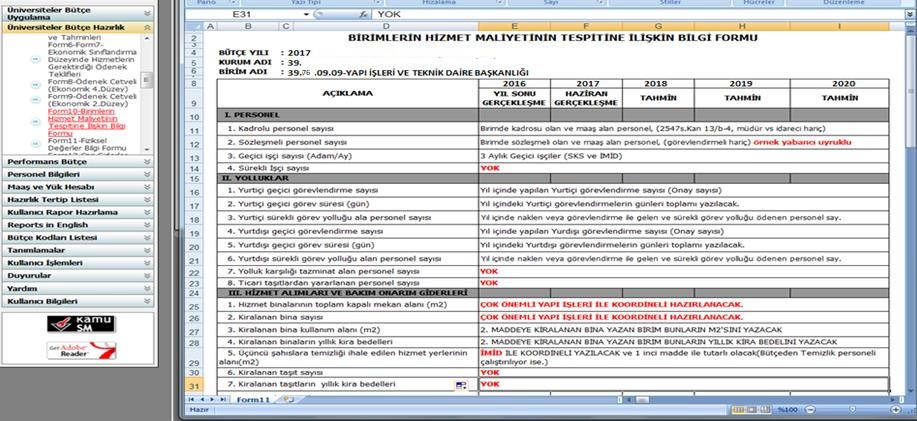 Üniversiteler Bütçe
Uygulama
Üniversiteler Bütçe Hazırlık
ve Tahminleri
Form6-Form7-
Ekonomik Sınıflandırma
Düzeyinde Hizmetlerin
Gerektirdiği Ödenek
Teklifleri
Form8-Ödenek Cetveli
(Ekonomik 4.Düzey)
Form9-Ödenek Cetveli
(Ekonomik 2.Düzey)
Form10-Birimlerin
Hizmet Maliyetinin
Tespitine İlişkin Bilgi
Formu
Form11-Fiziksel
Değerler Bilgi Formu
Performans Bütçe
Personel Bilgileri
Maaş ve Yük Hesabı
Hazırlık Tertip Listesi
Kullanıcı Rapor Hazırlama
Reports in English
Bütçe Kodları Listesi
Tanımlamalar
Kullanıcı İşlemleri
Duyurular
Yardım
Kullanıcı Bilgileri
kamu
SM
Get Adobe
Reader
Pano Yazı Tipi Hizalama Sayı Stiller Hücreler Düzenleme
E31 fx YOK
A B C D E F G H I
BİRİMLERİN HİZMET MALİYETİNİN TESPİTİNE İLİŞKİN BİLGİ FORMU
BÜTÇE YILI : 2017
KURUM ADI : 39.
BİRİM ADI : 39.76 .09.09-YAPI İŞLERİ VE TEKNİK DAİRE BAŞKANLIĞI
AÇIKLAMA
2016 2017 2018 2019 2020
YIL SONU GERÇEKLEŞME HAZİRAN GERÇEKLEŞME TAHMİN TAHMİN TAHMİN
10 I. PERSONEL
11 1. Kadrolu personel sayısı Birimde kadrosu olan ve maaş alan personel, (2547s.Kan 13/b-4, müdür vs idareci hariç)
12 2. Sözleşmeli personel sayısı Birimde sözleşmeli olan ve maaş alan personel, (görevlendirmeli hariç) örnek yabancı uyruklu
13 3. Geçici işçi sayısı (Adam/Ay) 3 Aylık Geçici işçiler (SKS ve İMİD)
14 4. Sürekli İşçi sayısı YOK
15 II. YOLLUKLAR
16 1. Yurtiçi geçici görevlendirme sayısı Yıl içinde yapılan Yurtiçi görevlendirme sayısı (Onay sayısı)
17 2. Yurtiçi geçici görev süresi (gün) Yıl içindeki Yurtiçi görevlendirmelerin günleri toplamı yazılacak.
18 3. Yurtiçi sürekli görev yolluğu ala personel sayısı Yıl içinde naklen veya görevlendirme ile gelen ve sürekli görev yolluğu ödenen personel say.
19 4. Yurtdışı geçici görevlendirme sayısı Yıl içinde yapılan Yurdışı görevlendirme sayısı (Onay sayısı)
20 5. Yurtdışı geçici görev süresi (gün) Yıl içindeki Yurtdışı görevlendirmelerin günleri toplamı yazılacak.
21 6. Yurtdışı sürekli görev yolluğu alan personel sayısı Yıl içinde naklen veya görevlendirme ile gelen ve sürekli görev yolluğu ödenen personel say.
22 7. Yolluk karşılığı tazminat alan personel sayısı YOK
23 8. Ticari taşıtlardan yararlanan personel sayısı YOK
24 III. HİZMET ALIMLARI VE BAKIM ONARIM GİDERLERİ
25 1. Hizmet binalarının toplam kapalı mekan alanı (m2) ÇOK ÖNEMLİ YAPI İŞLERİ İLE KOORDİNELİ HAZIRLANACAK.
26 2. Kiralanan bina sayısı ÇOK ÖNEMLİ YAPI İŞLERİ İLE KOORDİNELİ HAZIRLANACAK.
27 3. Kiralanan bina kullanım alanı (m2) 2. MADDEYE KİRALANAN BINA YAZAN BİRİM BUNLARIN M2'SINI YAZACAK
28 4. Kiralanan binaların yıllık kira bedelleri 2. MADDEYE KİRALANAN BINA YAZAN BİRİM BUNLARIN YILLIK KIRA BEDELİNI YAZACAK
29 5. Üçüncü şahıslara temizliği ihale edilen hizmet yerlerinin alanı(m2) İMİD İLE KOORDİNELİ YAZILACAK ve 1 inci madde ile tutarlı olacak(Bütçeden Temizlik personeli çalıştırılıyor ise.)
30 6. Kiralanan taşıt sayısı YOK
31 7. Kiralanan taşıtların yıllık kira bedelleri YOK
Form11
Hazır %100